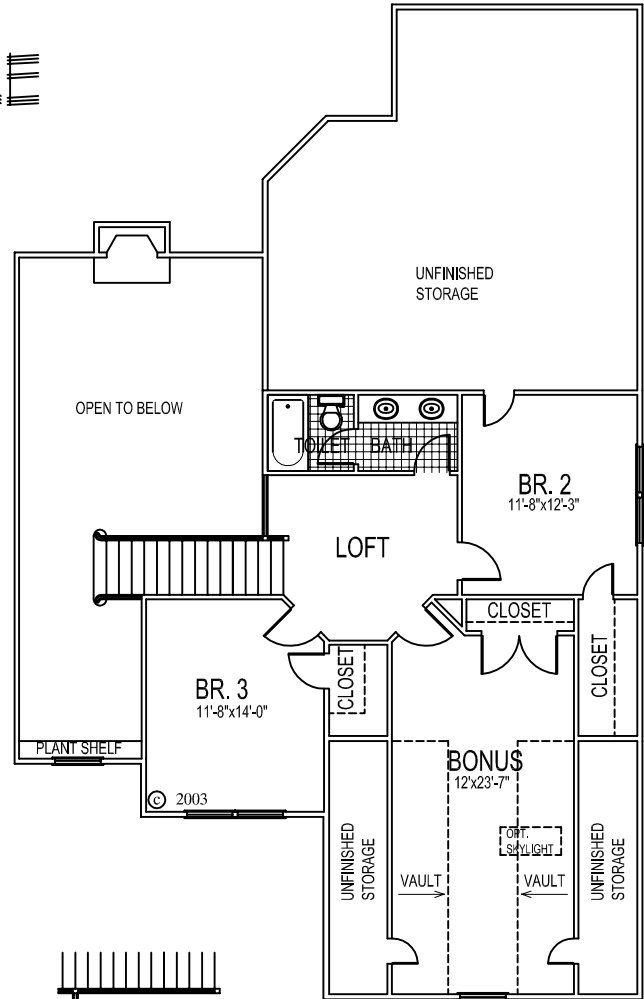 UNFINISHED
STORAGE
OPEN TO BELOW
TOILET BATH
BR. 2
11'-8"x12'-3"
LOFT
CLOSET
CLOSET
CLOSET
BR. 3
11'-8"x14'-0"
PLANT SHELF
BONUS
12'x23'-7"
© 2003
OPT.
SKYLIGHT
UNFINISHED
STORAGE
VAULT
VAULT
UNFINISHED
STORAGE